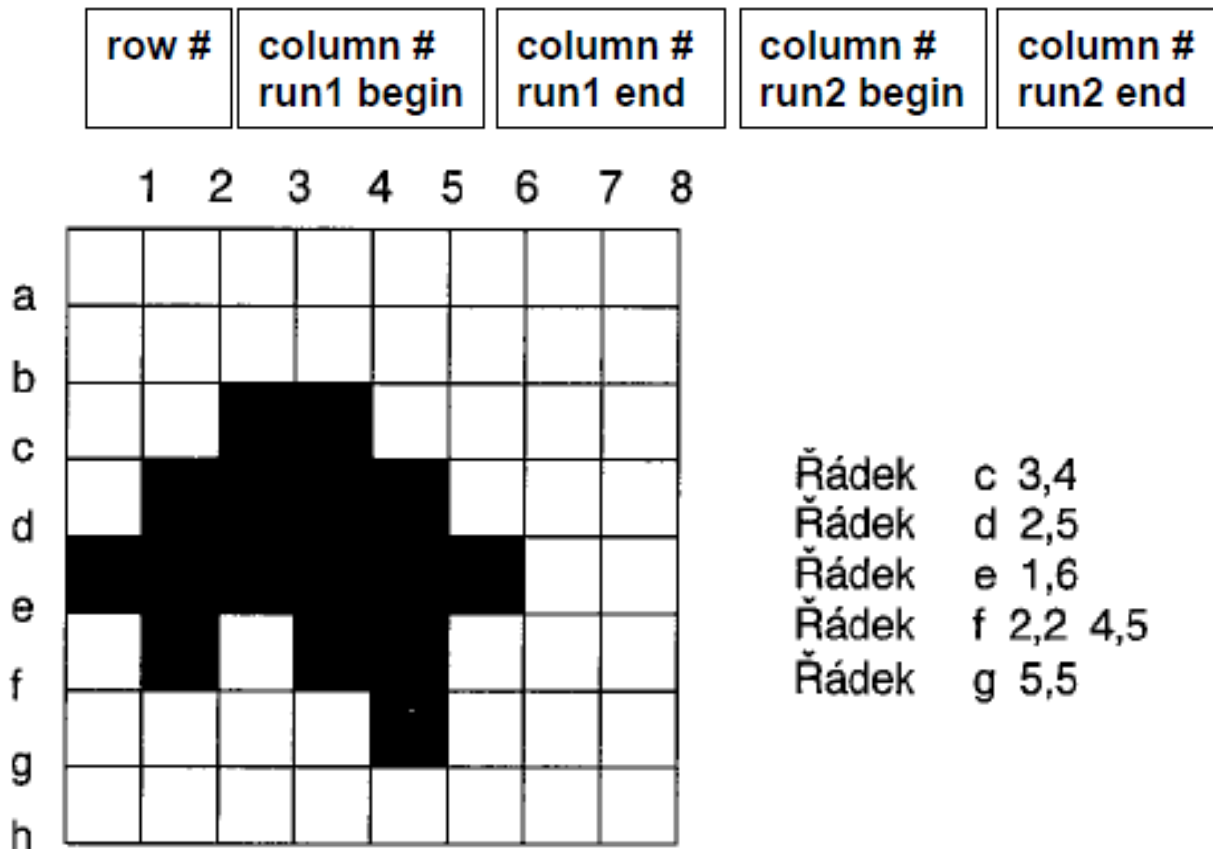 row # column # column # column # column #
run1 begin run1 end run2 begin run2 end
1 2 3 4 5 6 7 8
a
b
c
d
e
f
g
h
Řádek c 3,4
Řádek d 2,5
Řádek e 1,6
Řádek f 2,2 4,5
Řádek g 5,5